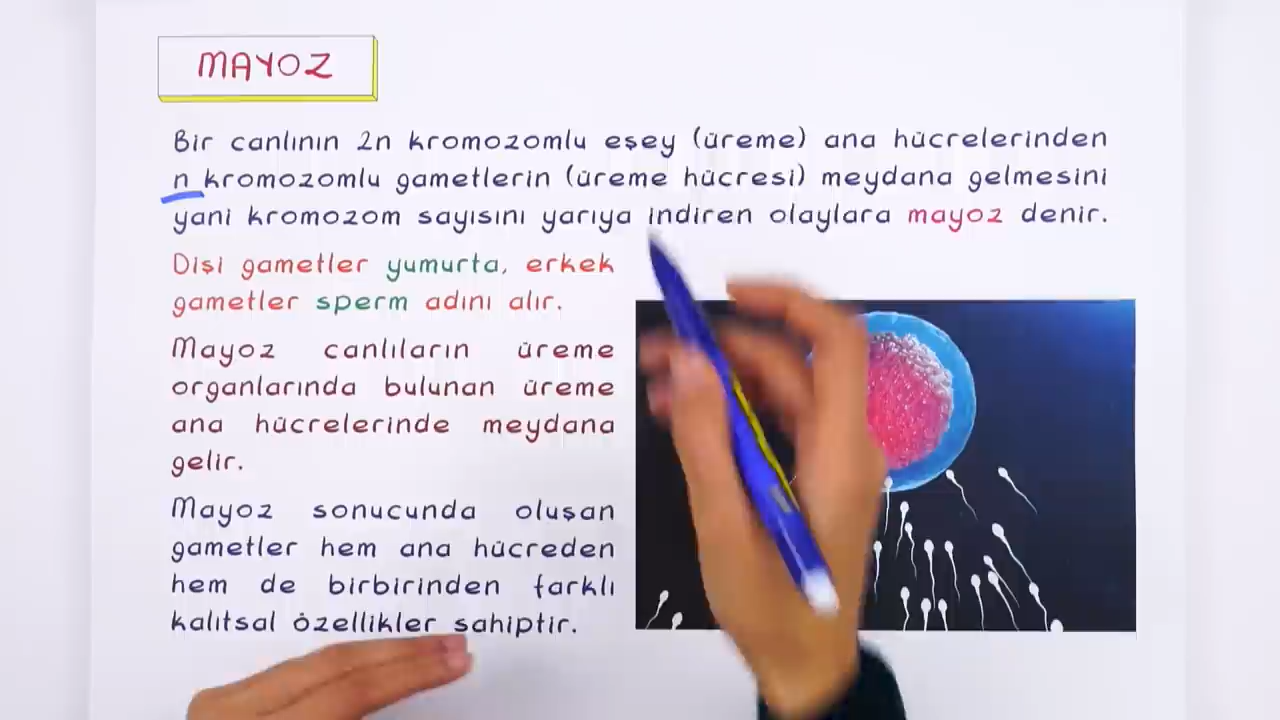 MAYOZ
Bir canlının 2n kromozomlu eşey (üreme) ana hücrelerinden
n kromozomlu gametlerin (üreme hücresi) meydana gelmesini
yani kromozom sayısını yarıya indiren olaylara mayoz denir.
Dişi gametler yumurta, erkek
gametler sperm adını alır.
Mayoz canlıların üreme
organlarında bulunan üreme
ana hücrelerinde meydana
gelir.
Mayoz sonucunda oluşan
gametler hem ana hücreden
hem de birbirinden farklı
kalıtsal özellikler sahiptir.